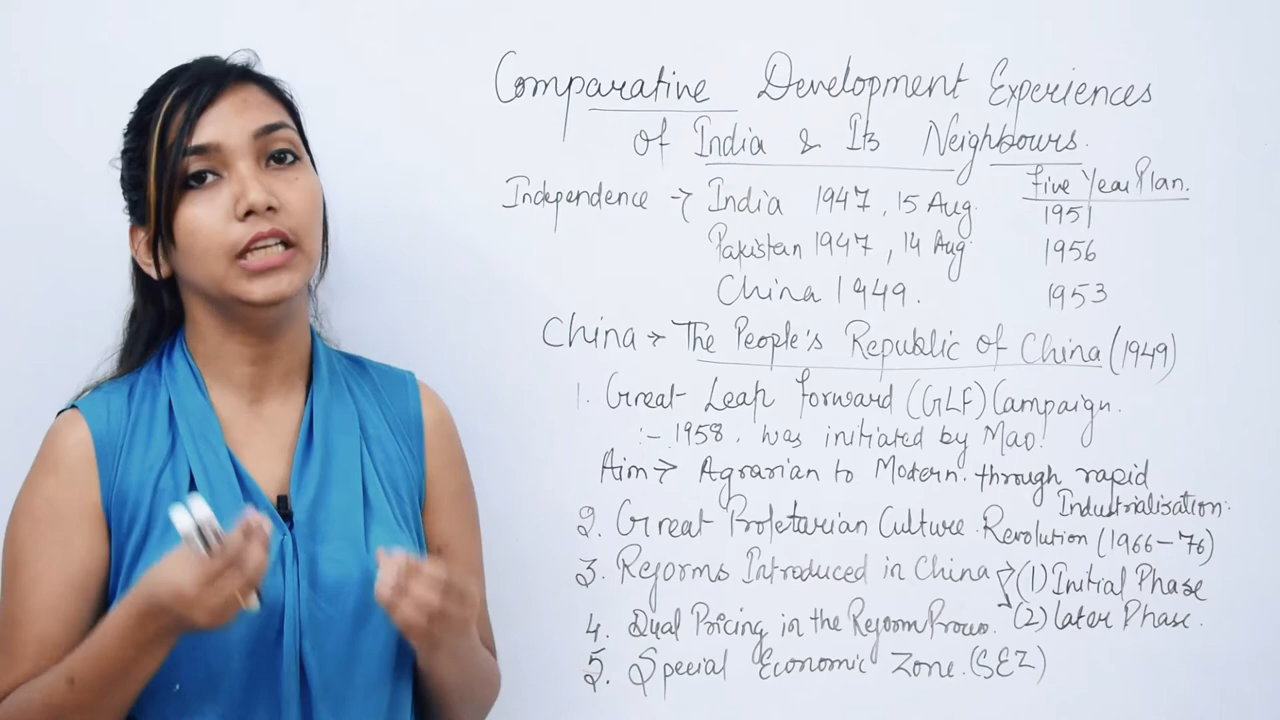 Comparative Development Experiences
of India & Its Neighbours.
Five Year Plan.
Independence → India 1947, 15 Aug. 1951
Pakistan 1947, 14 Aug. 1956
China 1949. 1953
China → The People's Republic of China (1949)
1. Great Leap Forward (GLF) Campaign.
:- 1958. was initiated by Mao.
Aim → Agrarian to Modern. through rapid
Industrialisation.
2. Great Proletarian Culture Revolution (1966-76)
3. Reforms Introduced in China → (1) Initial Phase
(2) Later Phase.
4. Dual Pricing in the Reform
5. Special Economic Zone. (SEZ)